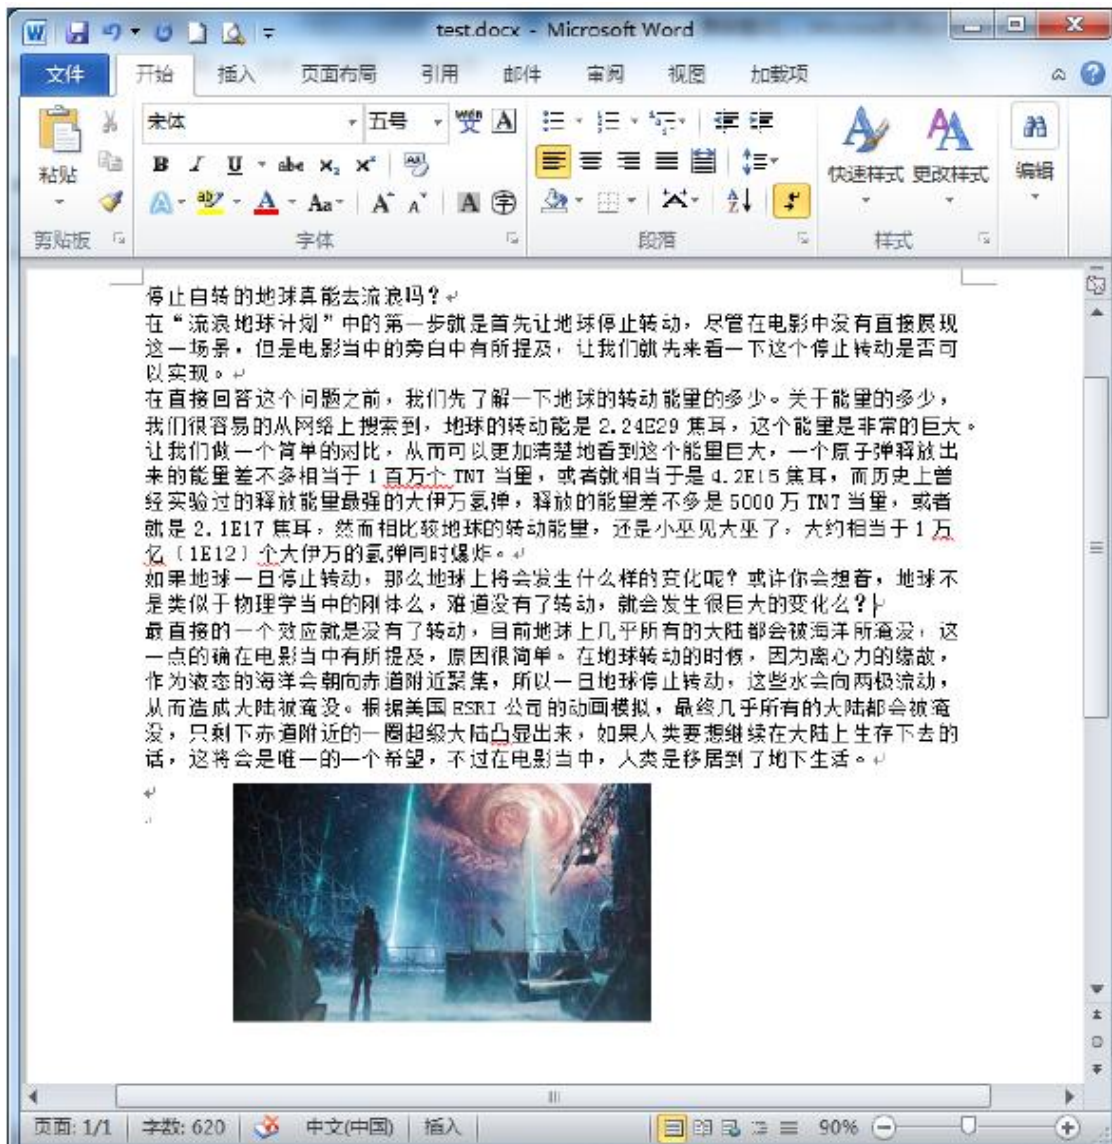 test.docx - Microsoft Word
文件 开始 插入 页面布局 引用 邮件 审阅 视图 加载项
宋体 五号
粘贴 快速样式 更改样式 编辑
剪贴板 字体 段落 样式
停止自转的地球真能去流浪吗?
在“流浪地球计划”中的第一步就是首先让地球停止转动,尽管在电影中没有直接展现
这一场景,但是电影当中的旁白中有所提及,让我们就先来看一下这个停止转动是否可
以实现。
在直接回答这个问题之前,我们先了解一下地球的转动能量的多少。关于能量的多少,
我们很容易的从网络上搜索到,地球的转动能是 2.24E29 焦耳,这个能量是非常的巨大。
让我们做一个简单的对比,从而可以更加清楚地看到这个能量巨大,一个原子弹释放出
来的能量差不多相当于 1 百万个 TNT 当量,或者就相当于是 4.2E15 焦耳,而历史上曾
经实验过的释放能量最强的大伊万氢弹,释放的能量差不多是 5000 万 TNT 当量,或者
就是 2.1E17 焦耳,然而相比较地球的转动能量,还是小巫见大巫了,大约相当于 1 万
亿(1E12)个大伊万的氢弹同时爆炸。
如果地球一旦停止转动,那么地球上将会发生什么样的变化呢?或许你会想着,地球不
是类似于物理学当中的刚体么,难道没有了转动,就会发生很巨大的变化么?
最直接的一个效应就是没有了转动,目前地球上几乎所有的大陆都会被海洋所淹没,这
一点的确在电影当中有所提及,原因很简单。在地球转动的时候,因为离心力的缘故,
作为液态的海洋会朝向赤道附近聚集,所以一旦地球停止转动,这些水会向两极流动,
从而造成大陆被淹没。根据美国 ESRI 公司的动画模拟,最终几乎所有的大陆都会被淹
没,只剩下赤道附近的一圈超级大陆凸显出来,如果人类要想继续在大陆上生存下去的
话,这将会是唯一的一个希望,不过在电影当中,人类是移居到了地下生活。
页面: 1/1 字数: 620 中文(中国) 插入 90%